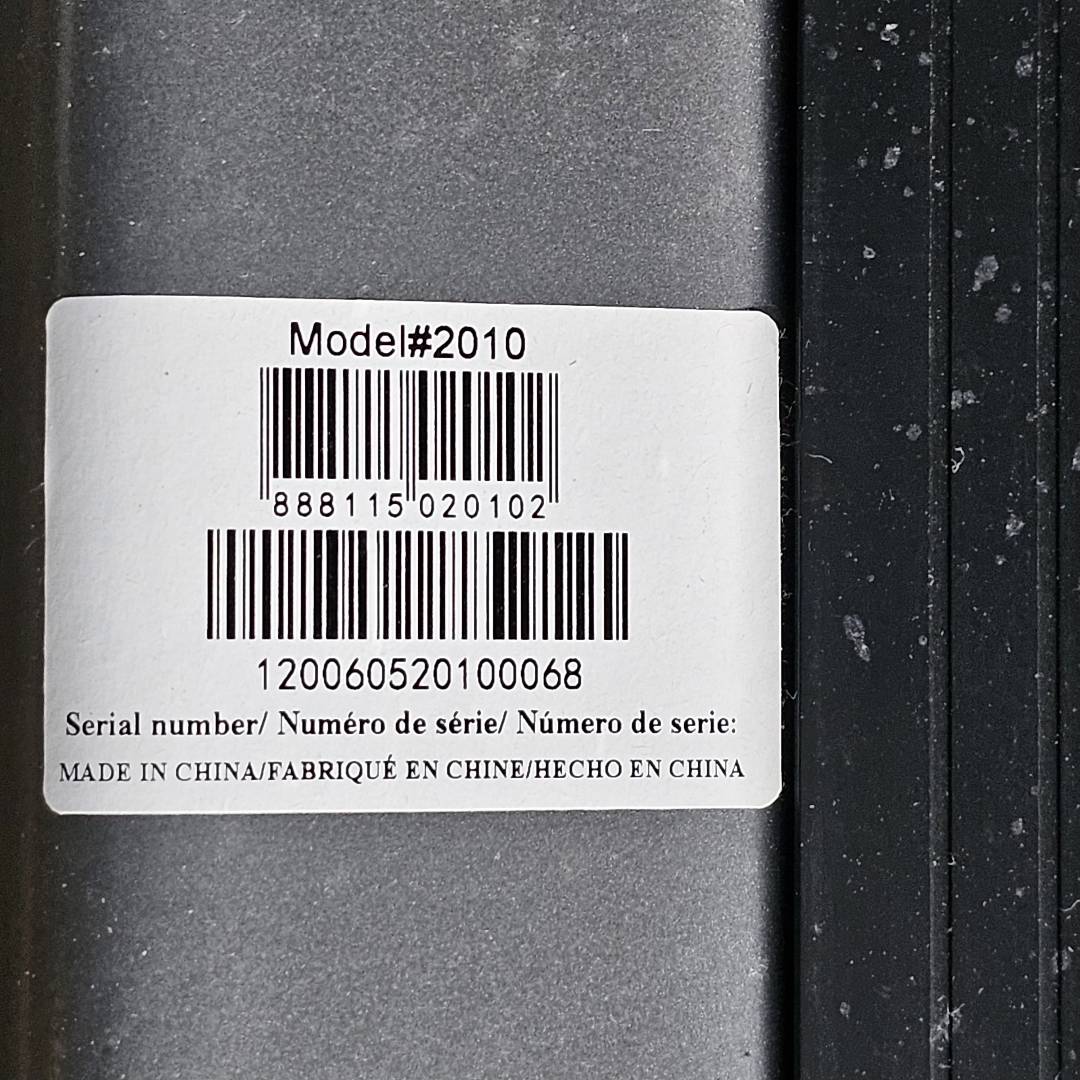 Model#2010
888115 020102
120060520100068
Serial number/ Numéro de série/ Número de serie:
MADE IN CHINA/FABRIQUÉ EN CHINE/HECHO EN CHINA